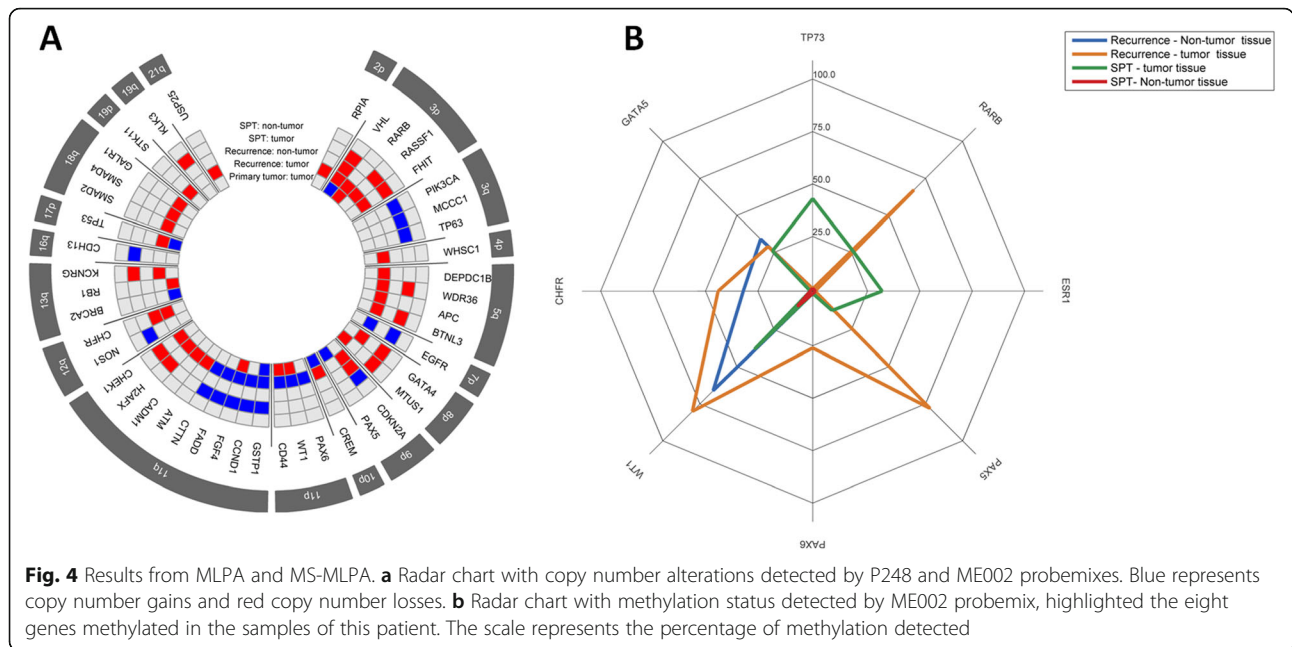 A
2p
3p
3q
4p
5q
7p
8p
9p
10p
11p
11q
12q
13q
16q
17p
18q
19p
19q
21q
SPT: non-tumor
SPT: tumor
Recurrence: non-tumor
Recurrence: tumor
Primary tumor: tumor
RPIA
VHL
RARB
RASSF1
FHIT
PIK3CA
MCCC1
TP63
WHSC1
DEPDC1B
WDR36
APC
BTNL3
EGFR
GATA4
MTUS1
CDKN2A
PAX5
CREM
PAX6
WT1
CD44
GSTP1
CCND1
FGF4
FADD
CTTN
ATM
CADM1
H2AFX
CHEK1
NOS1
CHFR
BRCA2
RB1
KCNRG
CDH13
TP53
SMAD2
SMAD4
GALR1
STK11
KLK3
USP25
B
TP73
RARB
ESR1
PAX5
PAX6
WT1
CHFR
GATA5
100.0
75.0
50.0
25.0
Recurrence - Non-tumor tissue
Recurrence - tumor tissue
SPT - tumor tissue
SPT- Non-tumor tissue
Fig. 4 Results from MLPA and MS-MLPA. a Radar chart with copy number alterations detected by P248 and ME002 probemixes. Blue represents
copy number gains and red copy number losses. b Radar chart with methylation status detected by ME002 probemix, highlighted the eight
genes methylated in the samples of this patient. The scale represents the percentage of methylation detected